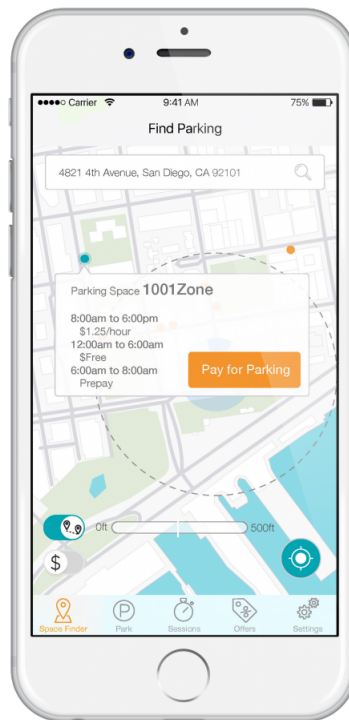 Carrier 9:41 AM 75%
Find Parking
4821 4th Avenue, San Diego, CA 92101
Parking Space 1001Zone
8:00am to 6:00pm
$1.25/hour
12:00am to 6:00am
$Free
6:00am to 8:00am
Prepay
Pay for Parking
0ft 500ft
$
Space Finder Park Sessions Offers Settings